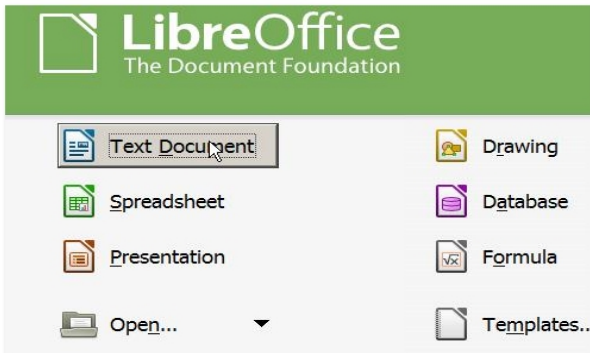 LibreOffice
The Document Foundation
Text Document
Drawing
Spreadsheet
Database
Presentation
Formula
Open...
Templates..